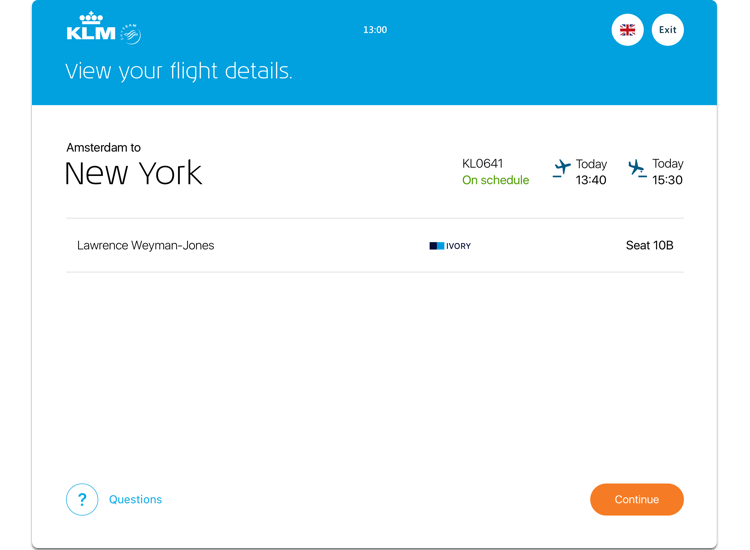 KLM
13:00
Exit
View your flight details.
Amsterdam to
New York
KL0641
On schedule
Today
13:40
Today
15:30
Lawrence Weyman-Jones
IVORY
Seat 10B
?
Questions
Continue